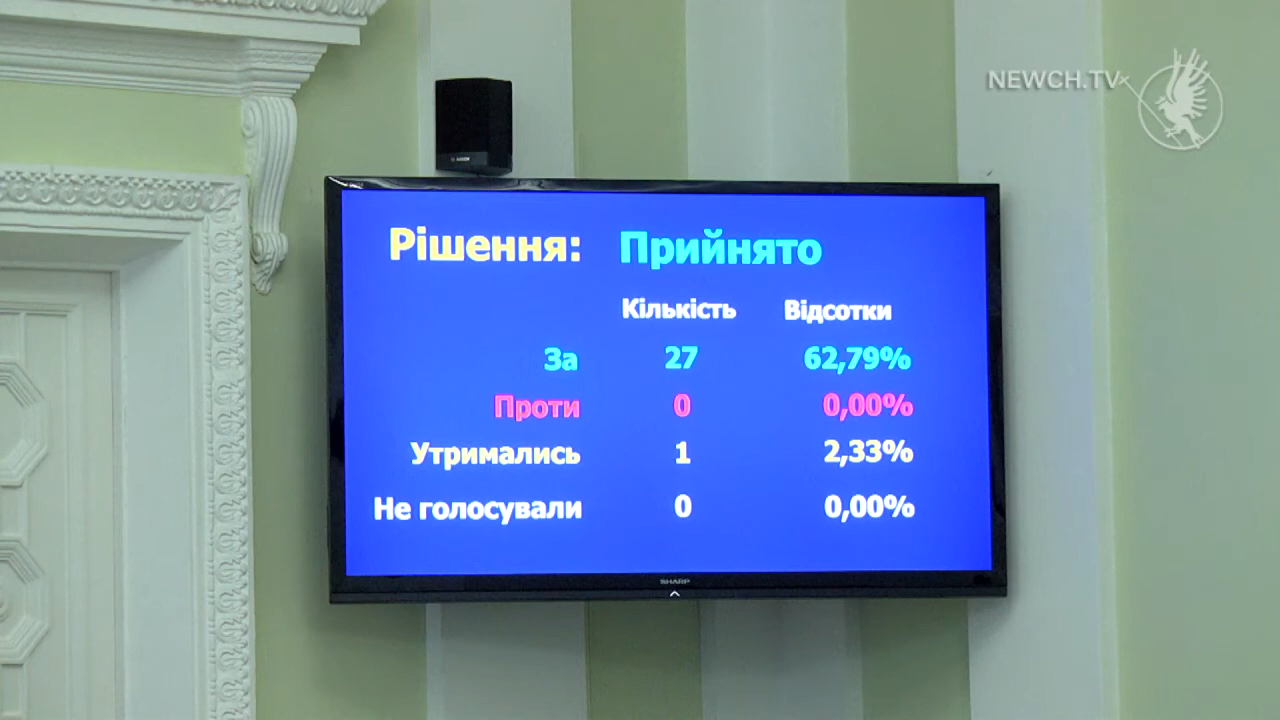 NEWCH.TV
Рішення: Прийнято
Кількість Відсотки
За 27 62,79%
Проти 0 0,00%
Утримались 1 2,33%
Не голосували 0 0,00%
SHARP